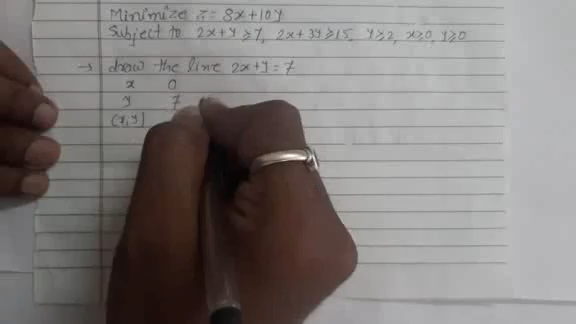 Minimize z = 8x+10y
Subject to 2x+y ≥ 7, 2x+3y ≥ 15, y ≥ 2, x ≥ 0, y ≥ 0
→ draw the line 2x+y = 7
x 0
y 7
(x,y)